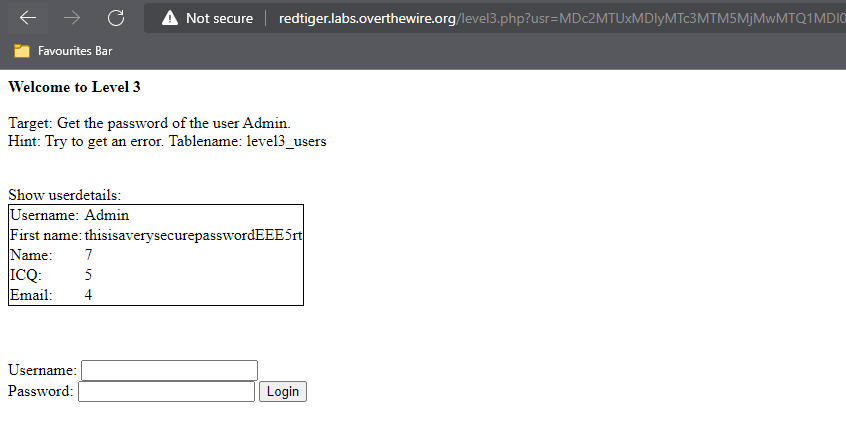 Not secure | redtiger.labs.overthewire.org/level3.php?usr=MDc2MTUxMDIyMTc3MTM5MjMwMTQ1MDI0
Favourites Bar
Welcome to Level 3
Target: Get the password of the user Admin.
Hint: Try to get an error. Tablename: level3_users
Show userdetails:
Username: Admin
First name: thisisaverysecurepasswordEEE5rt
Name: 7
ICQ: 5
Email: 4
Username:
Password: Login